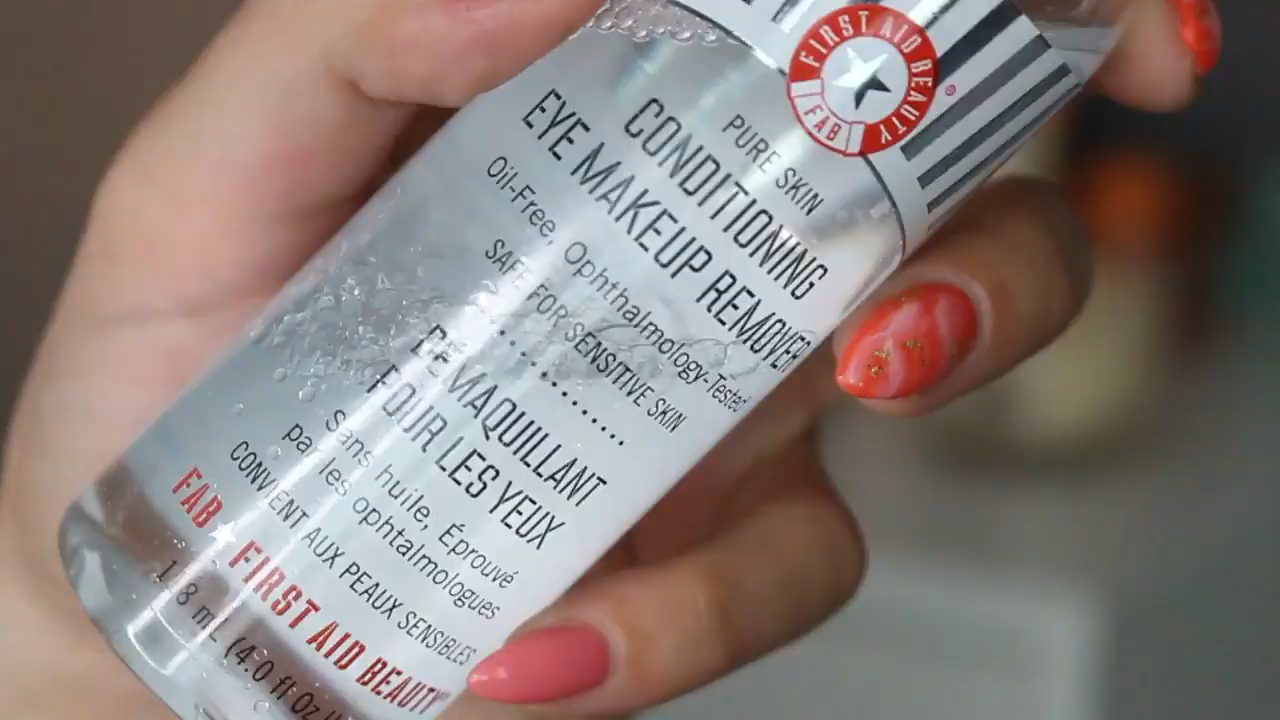 FIRST AID BEAUTY
FAB
®
PURE SKIN
CONDITIONING
EYE MAKEUP REMOVER
Oil-Free, Ophthalmology-Tested
SAFE FOR SENSITIVE SKIN
DÉMAQUILLANT
POUR LES YEUX
Sans huile, Éprouvé
par les ophtalmologues
CONVIENT AUX PEAUX SENSIBLES
FAB FIRST AID BEAUTY
mL (4.0 fl Oz